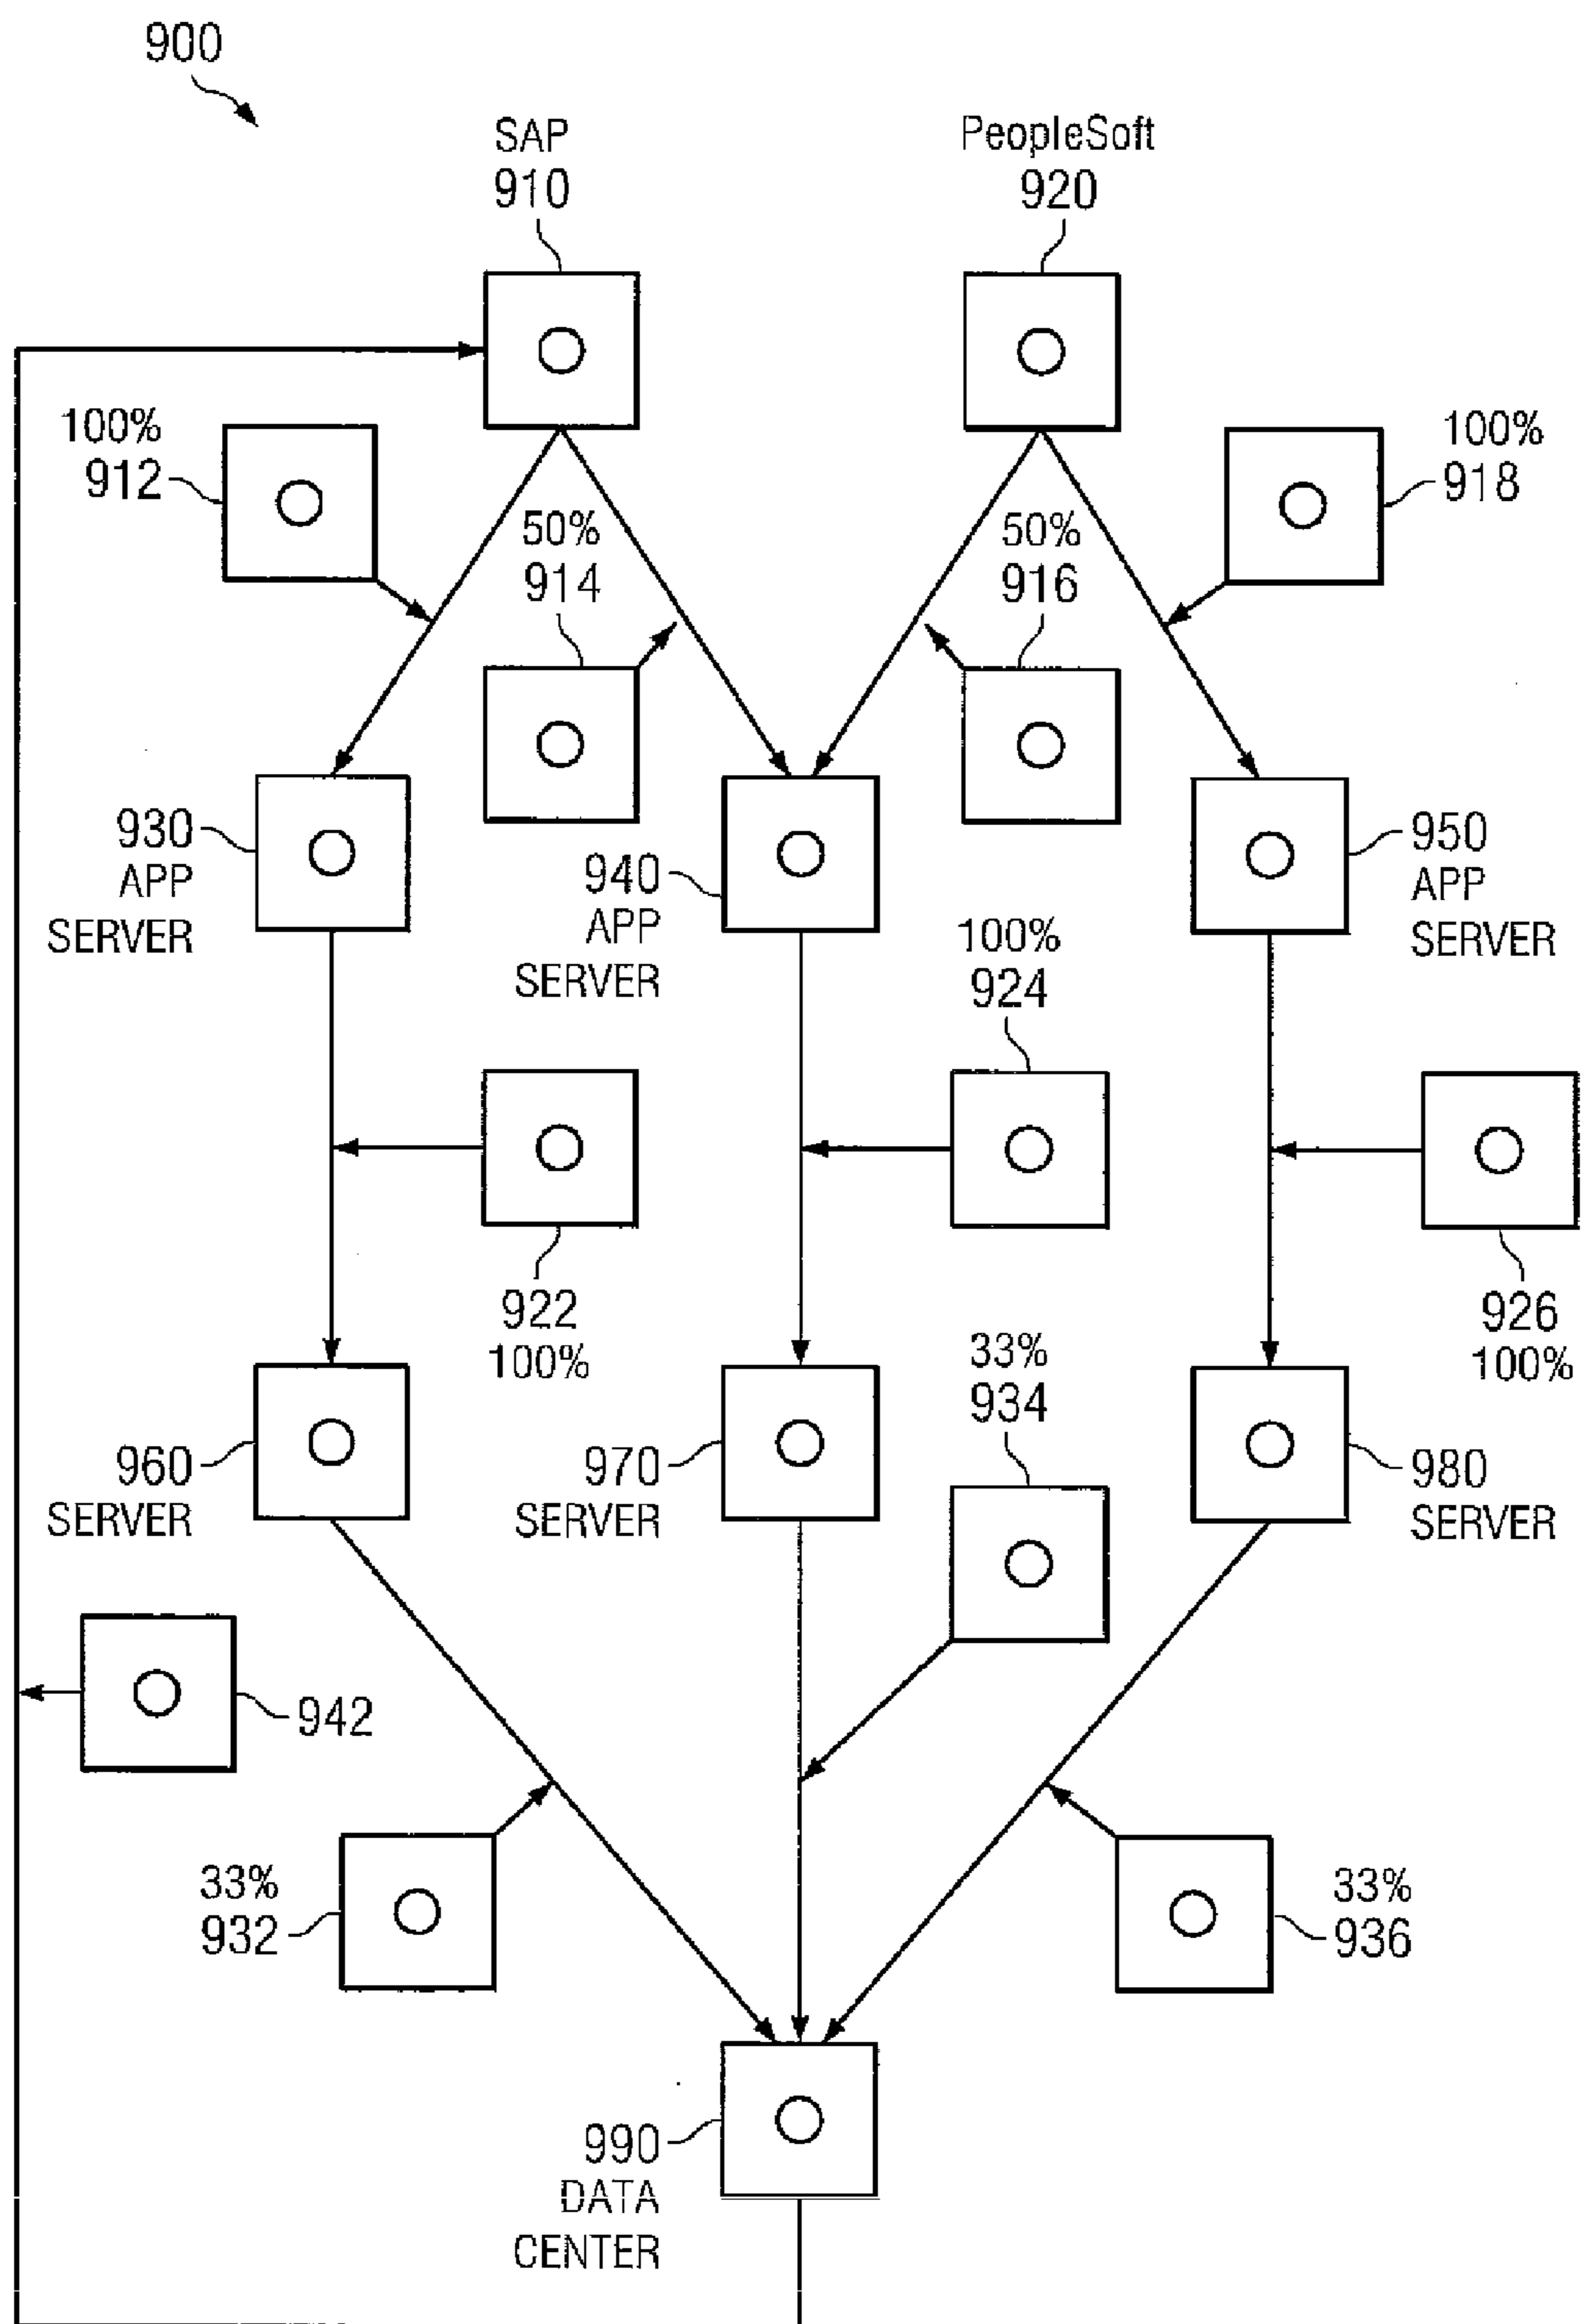 900
SAP
910
PeopleSoft
920
100%
912
50%
914
50%
916
100%
918
930
APP
SERVER
940
APP
SERVER
950
APP
SERVER
100%
924
922
100%
926
100%
33%
934
960
SERVER
970
SERVER
980
SERVER
942
33%
932
33%
936
990
DATA
CENTER